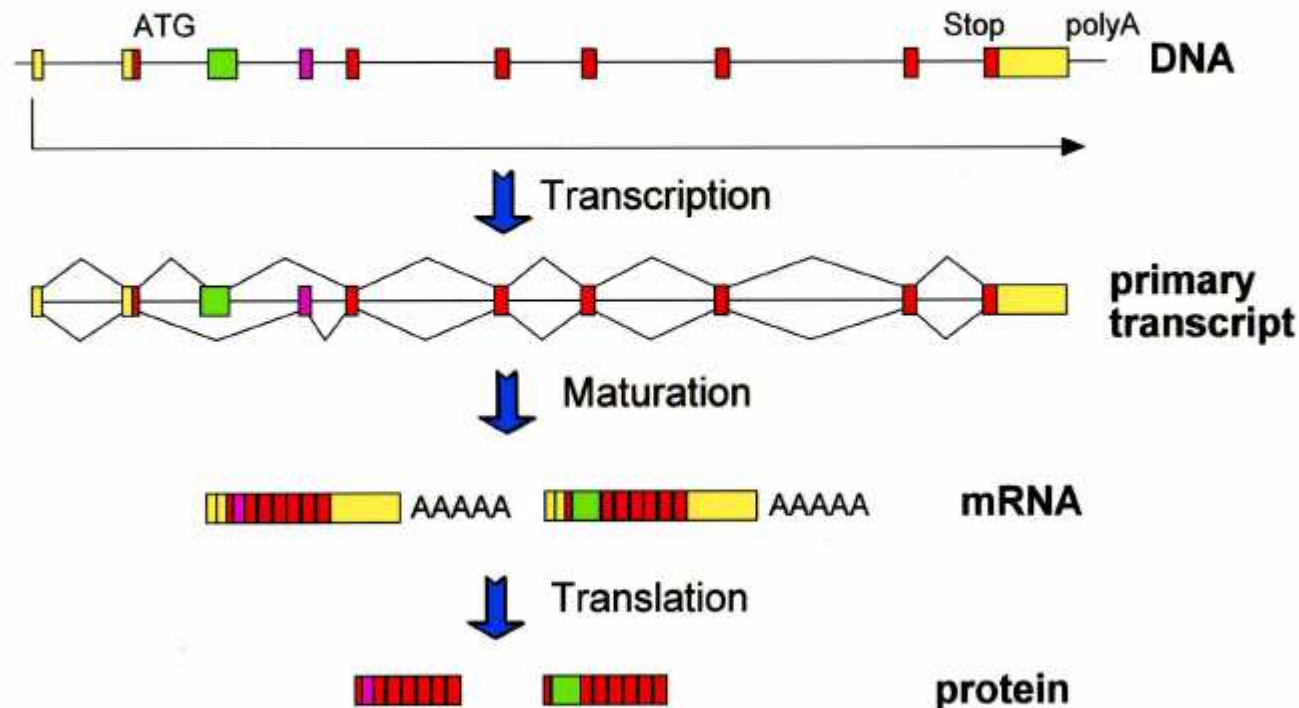 ATG
Stop
polyA
DNA
Transcription
primary
transcript
Maturation
AAAAA
AAAAA
mRNA
Translation
protein